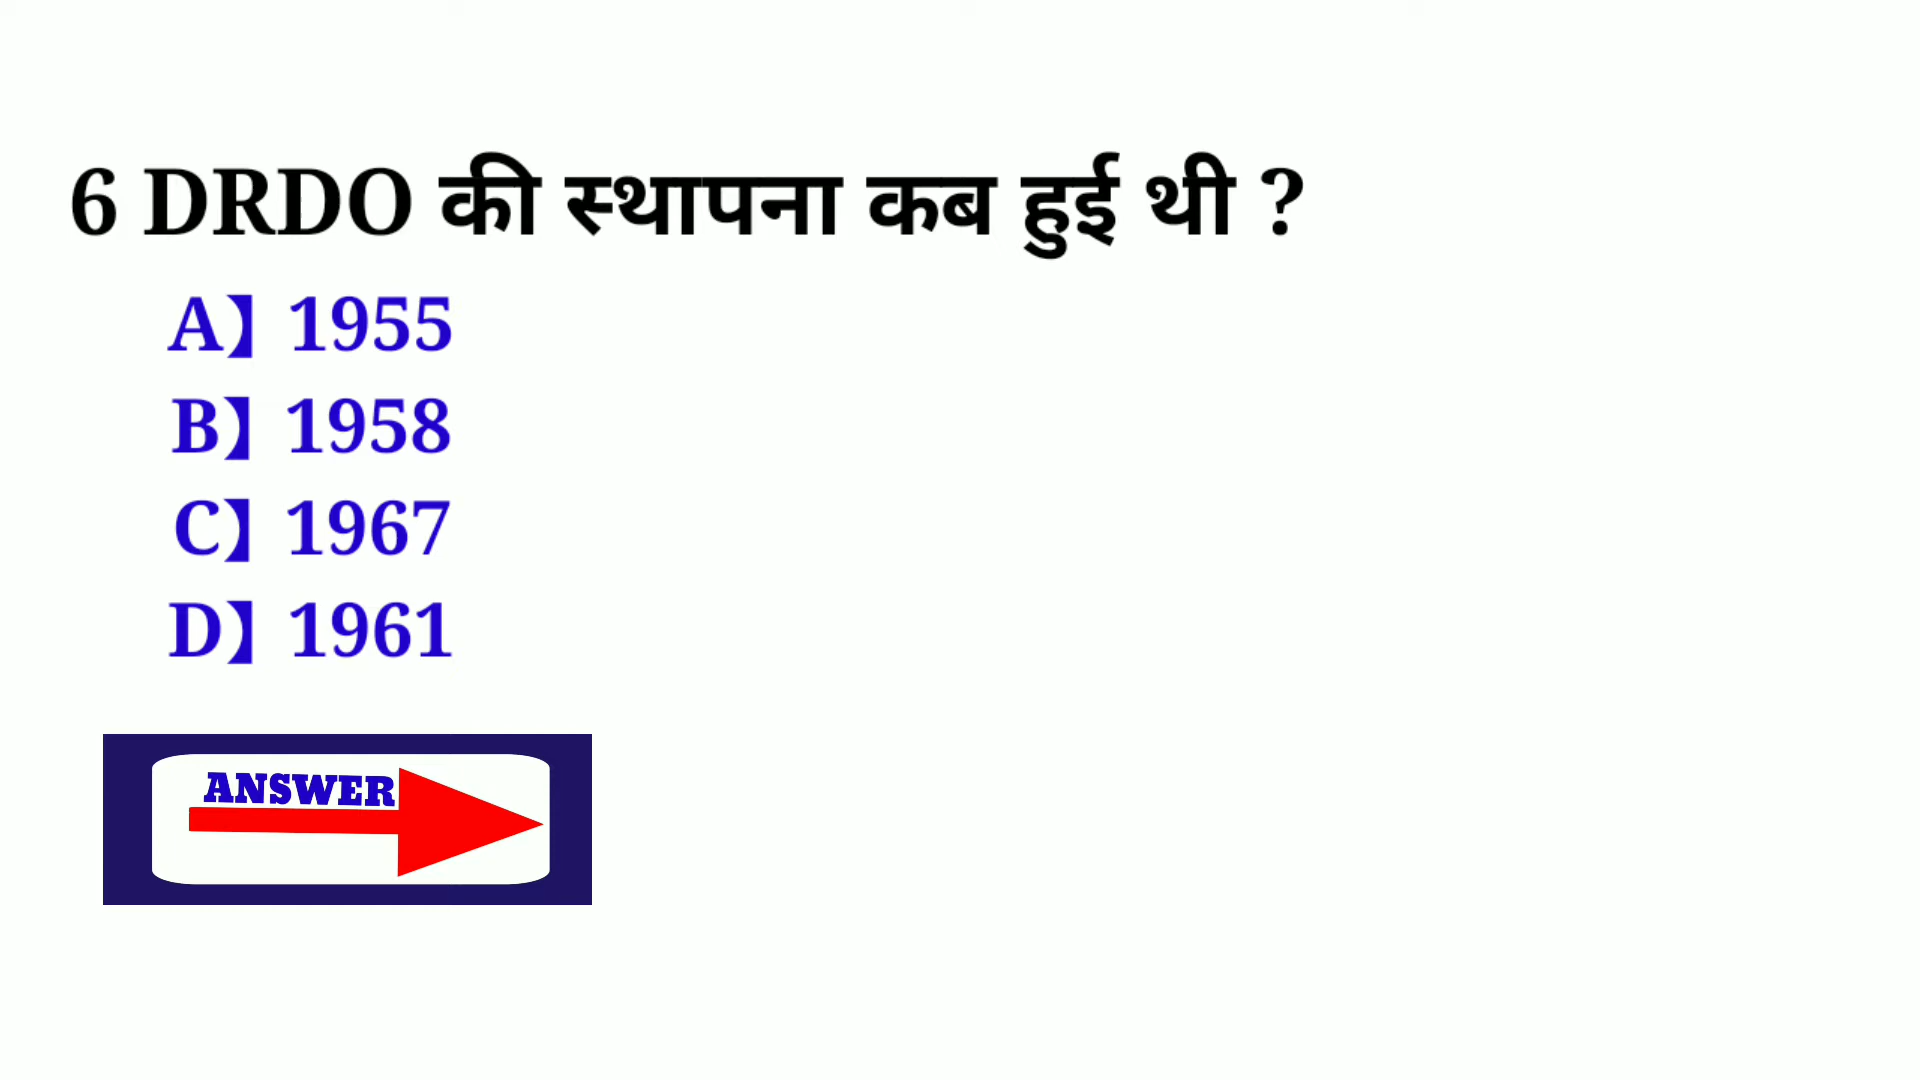 6 DRDO की स्थापना कब हुई थी ?
A】 1955
B】 1958
C】 1967
D】 1961
ANSWER